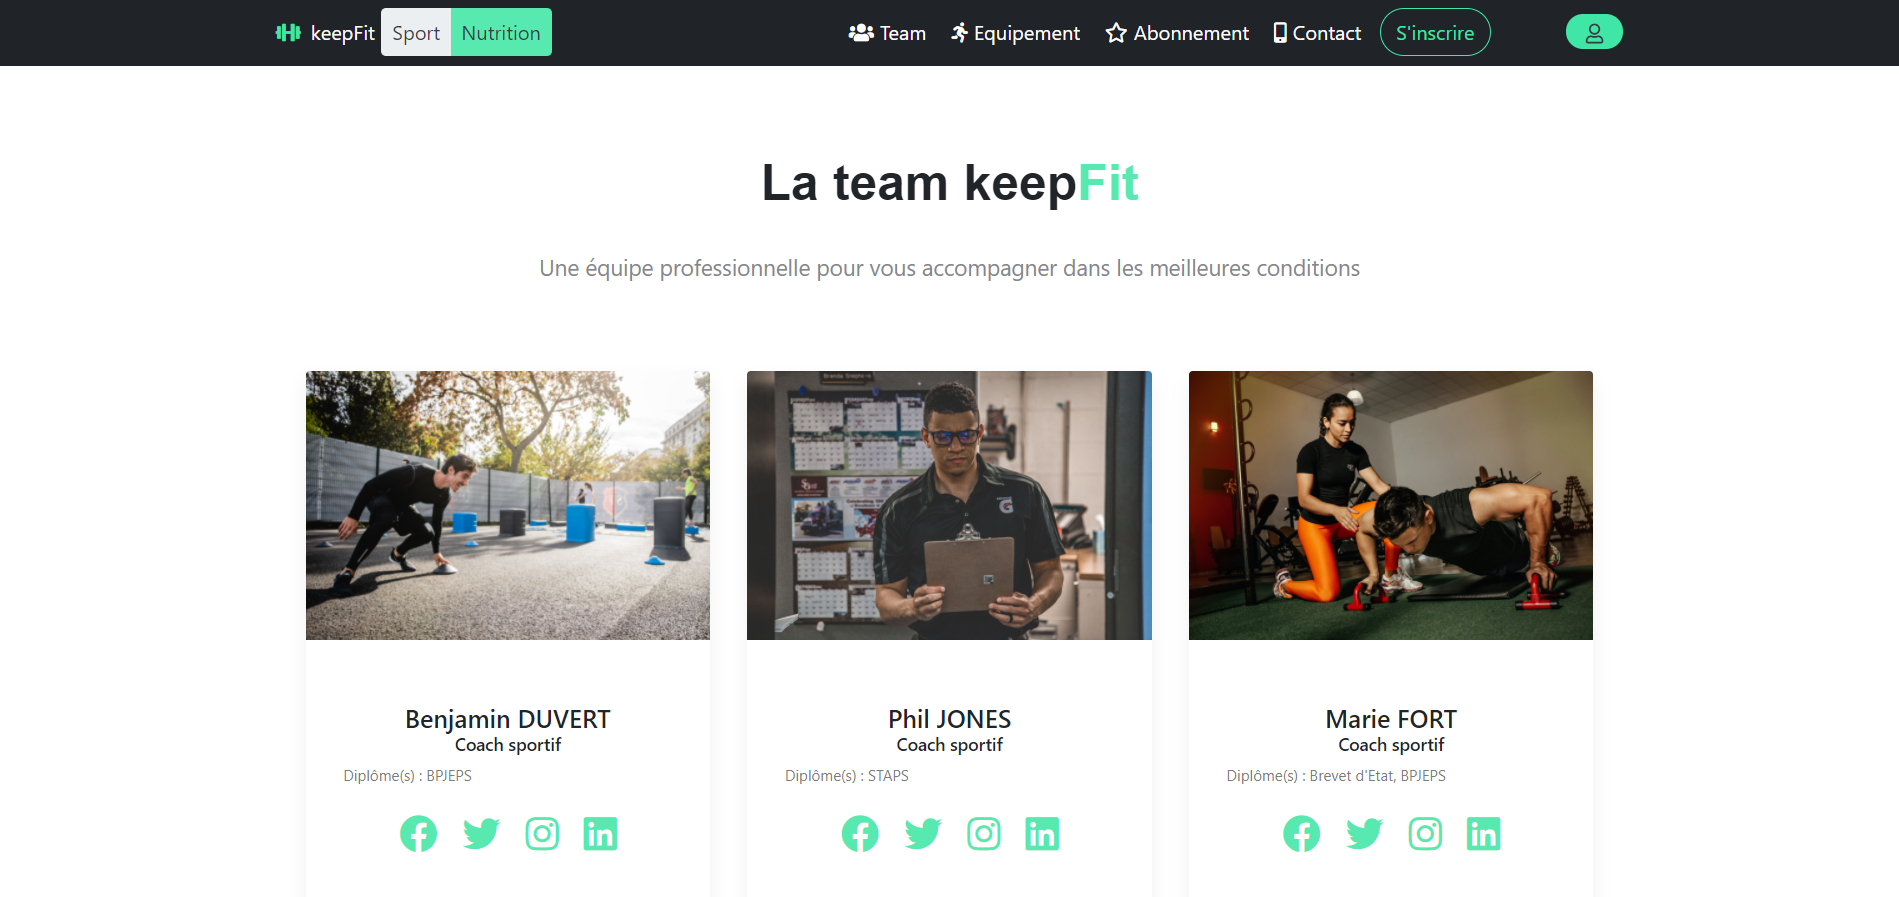 keepFit Sport Nutrition Team Equipement Abonnement Contact S'inscrire
La team keepFit
Une équipe professionnelle pour vous accompagner dans les meilleures conditions
G
Benjamin DUVERT
Coach sportif
Diplôme(s) : BPJEPS
Phil JONES
Coach sportif
Diplôme(s) : STAPS
Marie FORT
Coach sportif
Diplôme(s) : Brevet d'Etat, BPJEPS